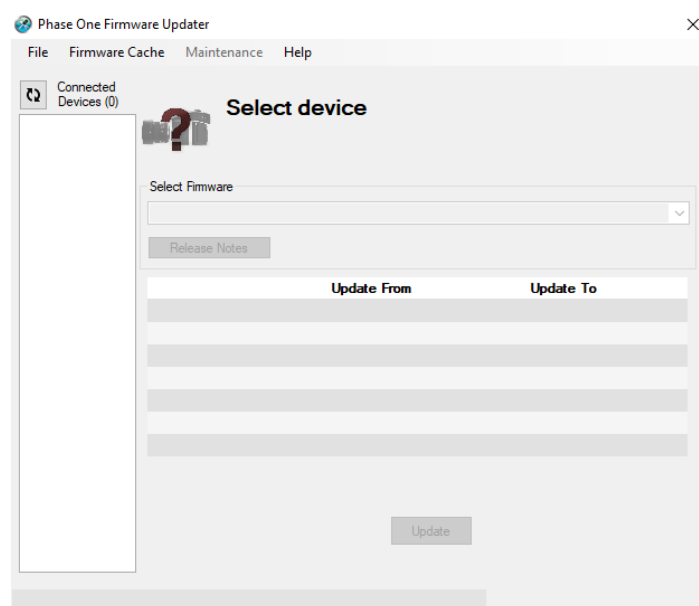 Phase One Firmware Updater
File Firmware Cache Maintenance Help
Connected
Devices (0)
Select device
Select Firmware
Release Notes
Update From Update To
Update